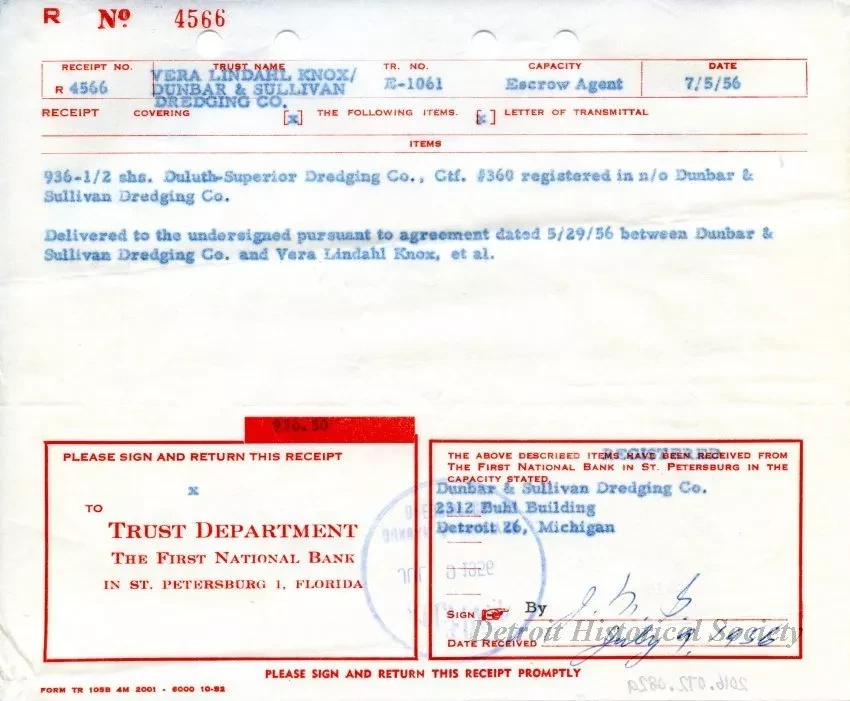 R No 4566
RECEIPT NO. TRUST NAME TR. NO. CAPACITY DATE
R 4566 VERA LINDAHL KNOX/ E-1061 Escrow Agent 7/5/56
DUNBAR & SULLIVAN
DREDGING CO.
RECEIPT COVERING [x] THE FOLLOWING ITEMS. [x] LETTER OF TRANSMITTAL
ITEMS
936-1/2 shs. Duluth-Superior Dredging Co., Ctf. #360 registered in n/o Dunbar &
Sullivan Dredging Co.
Delivered to the undersigned pursuant to agreement dated 5/29/56 between Dunbar &
Sullivan Dredging Co. and Vera Lindahl Knox, et al.
936.50
PLEASE SIGN AND RETURN THIS RECEIPT
x
TO
TRUST DEPARTMENT
THE FIRST NATIONAL BANK
IN ST. PETERSBURG 1, FLORIDA
REGISTERED
THE ABOVE DESCRIBED ITEMS HAVE BEEN RECEIVED FROM
THE FIRST NATIONAL BANK IN ST. PETERSBURG IN THE
CAPACITY STATED.
Dunbar & Sullivan Dredging Co.
2312 Buhl Building
Detroit 26, Michigan
SIGN By
DATE RECEIVED July 9, 1956
Detroit Historical Society
PLEASE SIGN AND RETURN THIS RECEIPT PROMPTLY
FORM TR 105B 4M 2001 - 6000 10-52
2016.072.082a